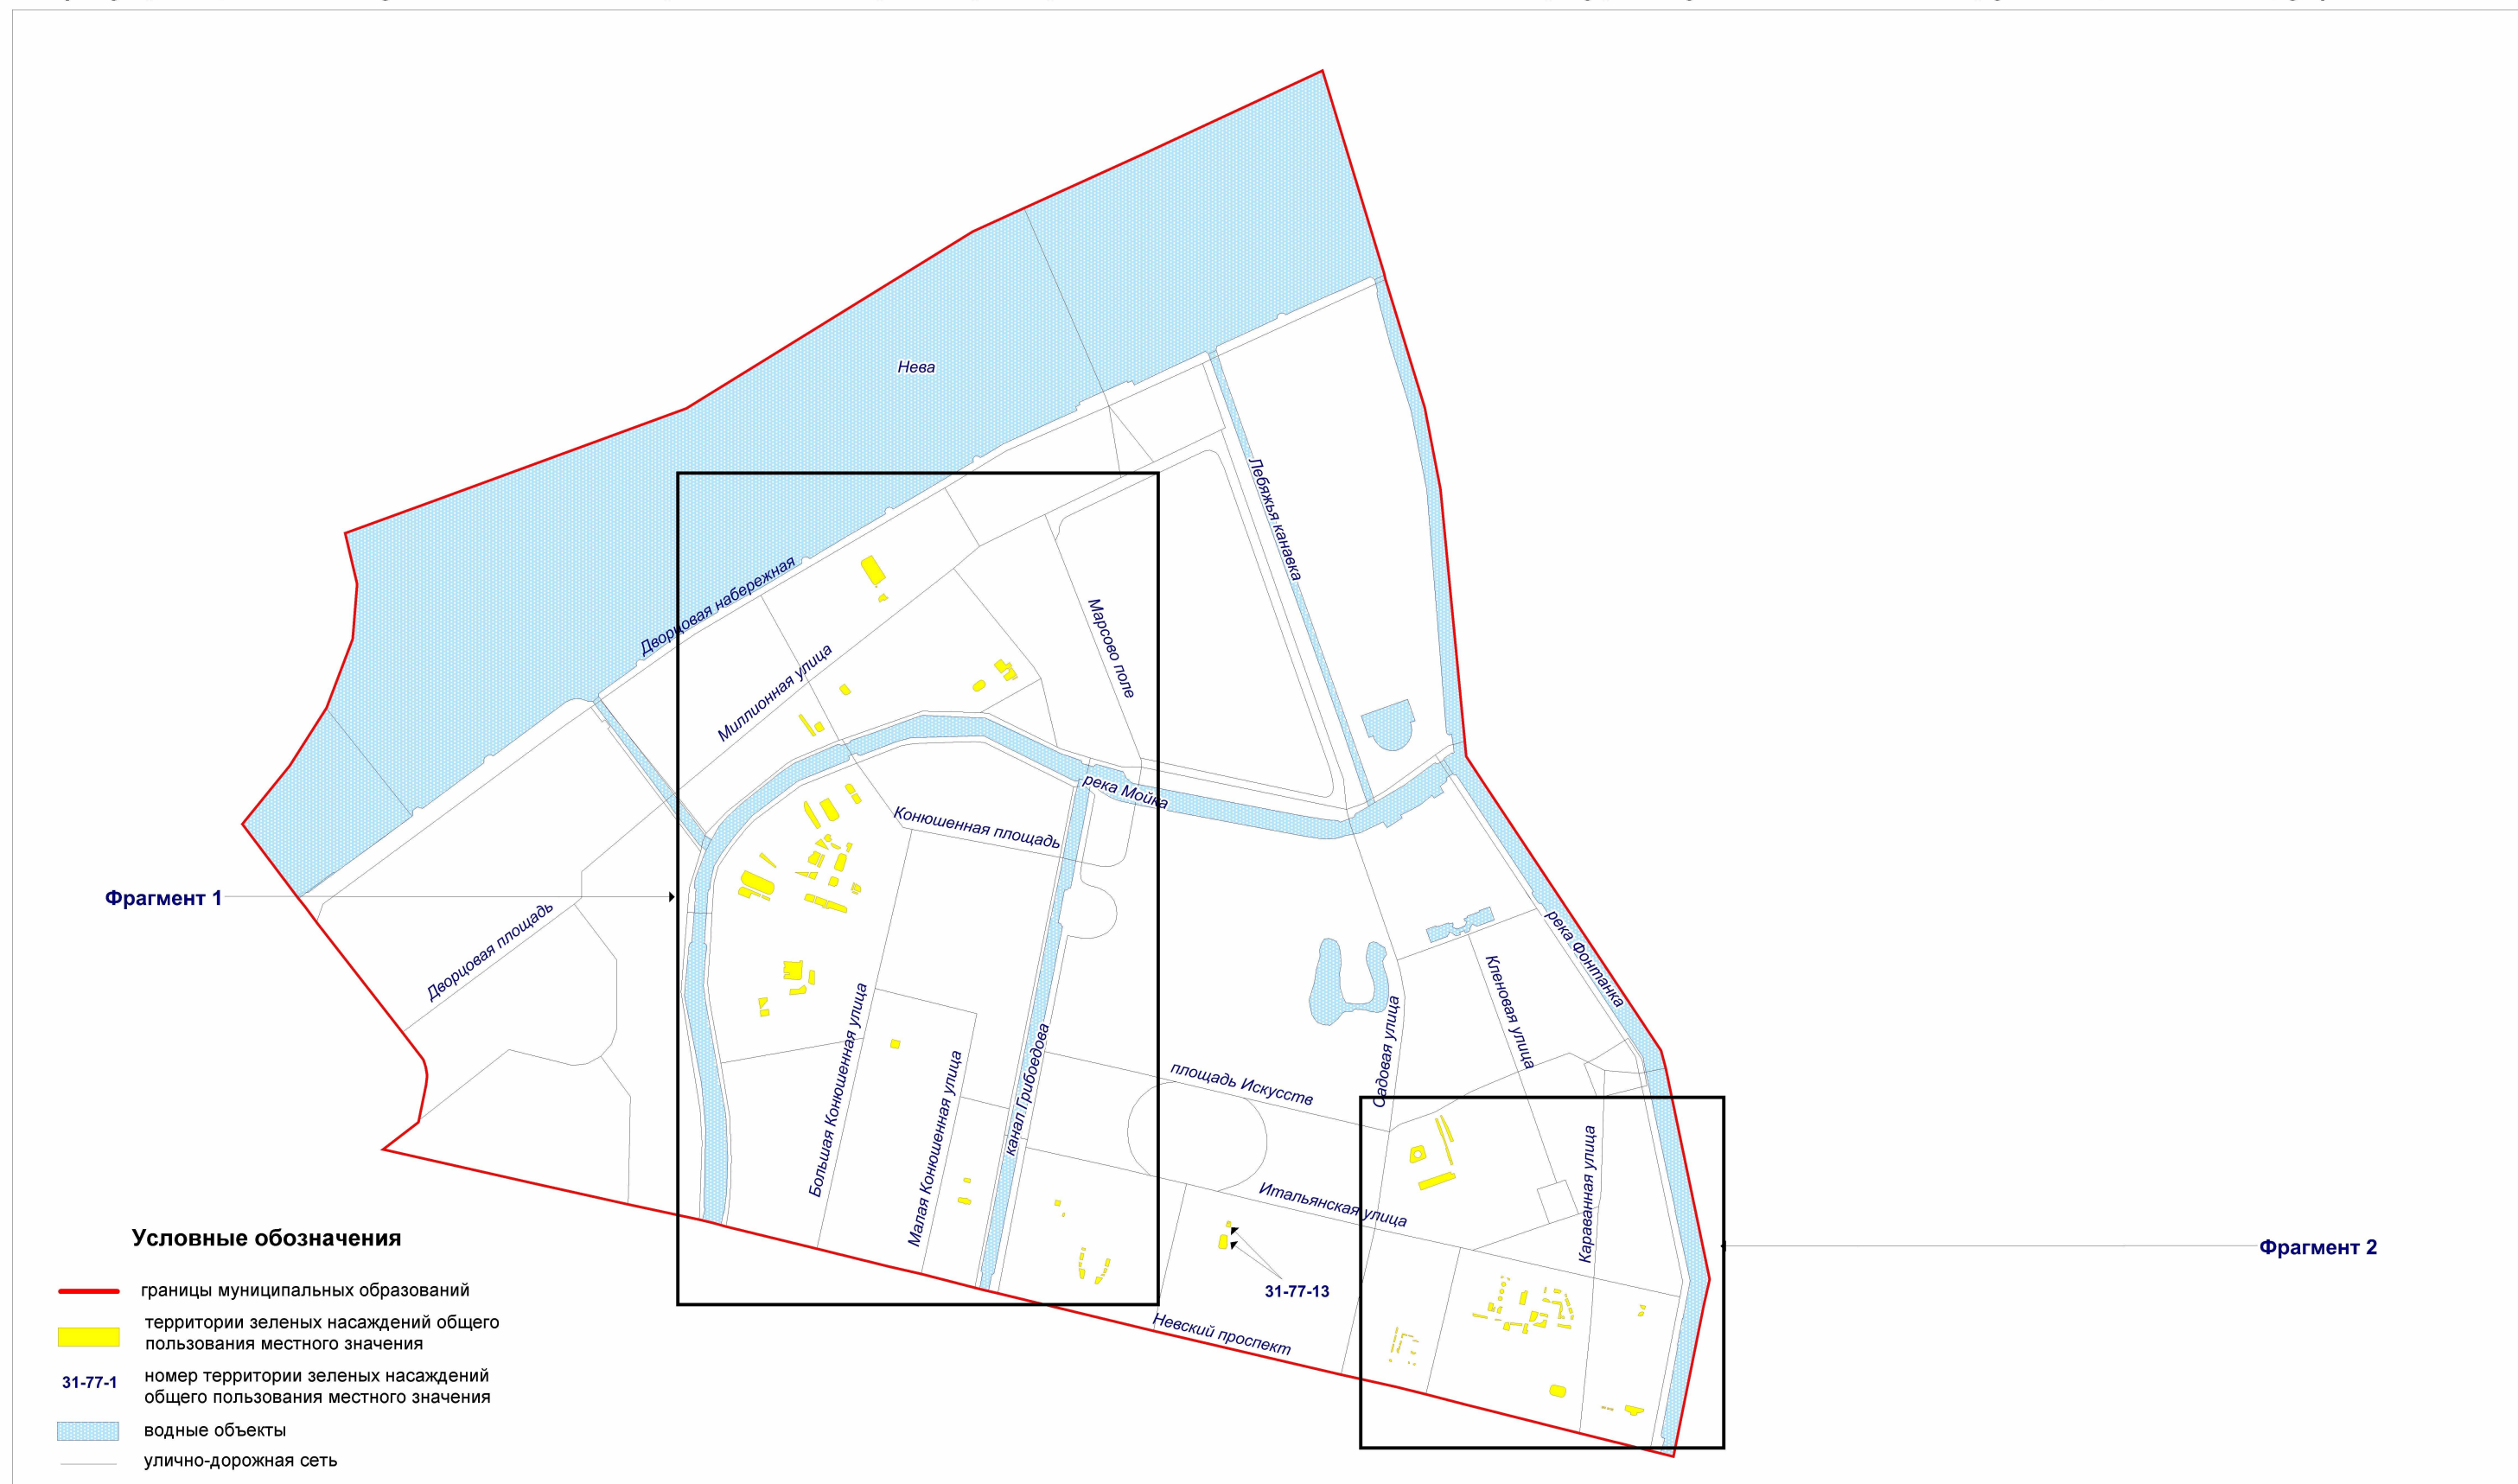 Нева
Лебяжья канавка
Дворцовая набережная
Марсово поле
Миллионная улица
река Мойка
Конюшенная площадь
Фрагмент 1
Дворцовая площадь
река Фонтанка
Кленовая улица
Садовая улица
Большая Конюшенная улица
Малая Конюшенная улица
канал Грибоедова
площадь Искусств
Караванная улица
Итальянская улица
Фрагмент 2
31-77-13
Невский проспект
Условные обозначения
границы муниципальных образований
территории зеленых насаждений общего
пользования местного значения
31-77-1
номер территории зеленых насаждений
общего пользования местного значения
водные объекты
улично-дорожная сеть